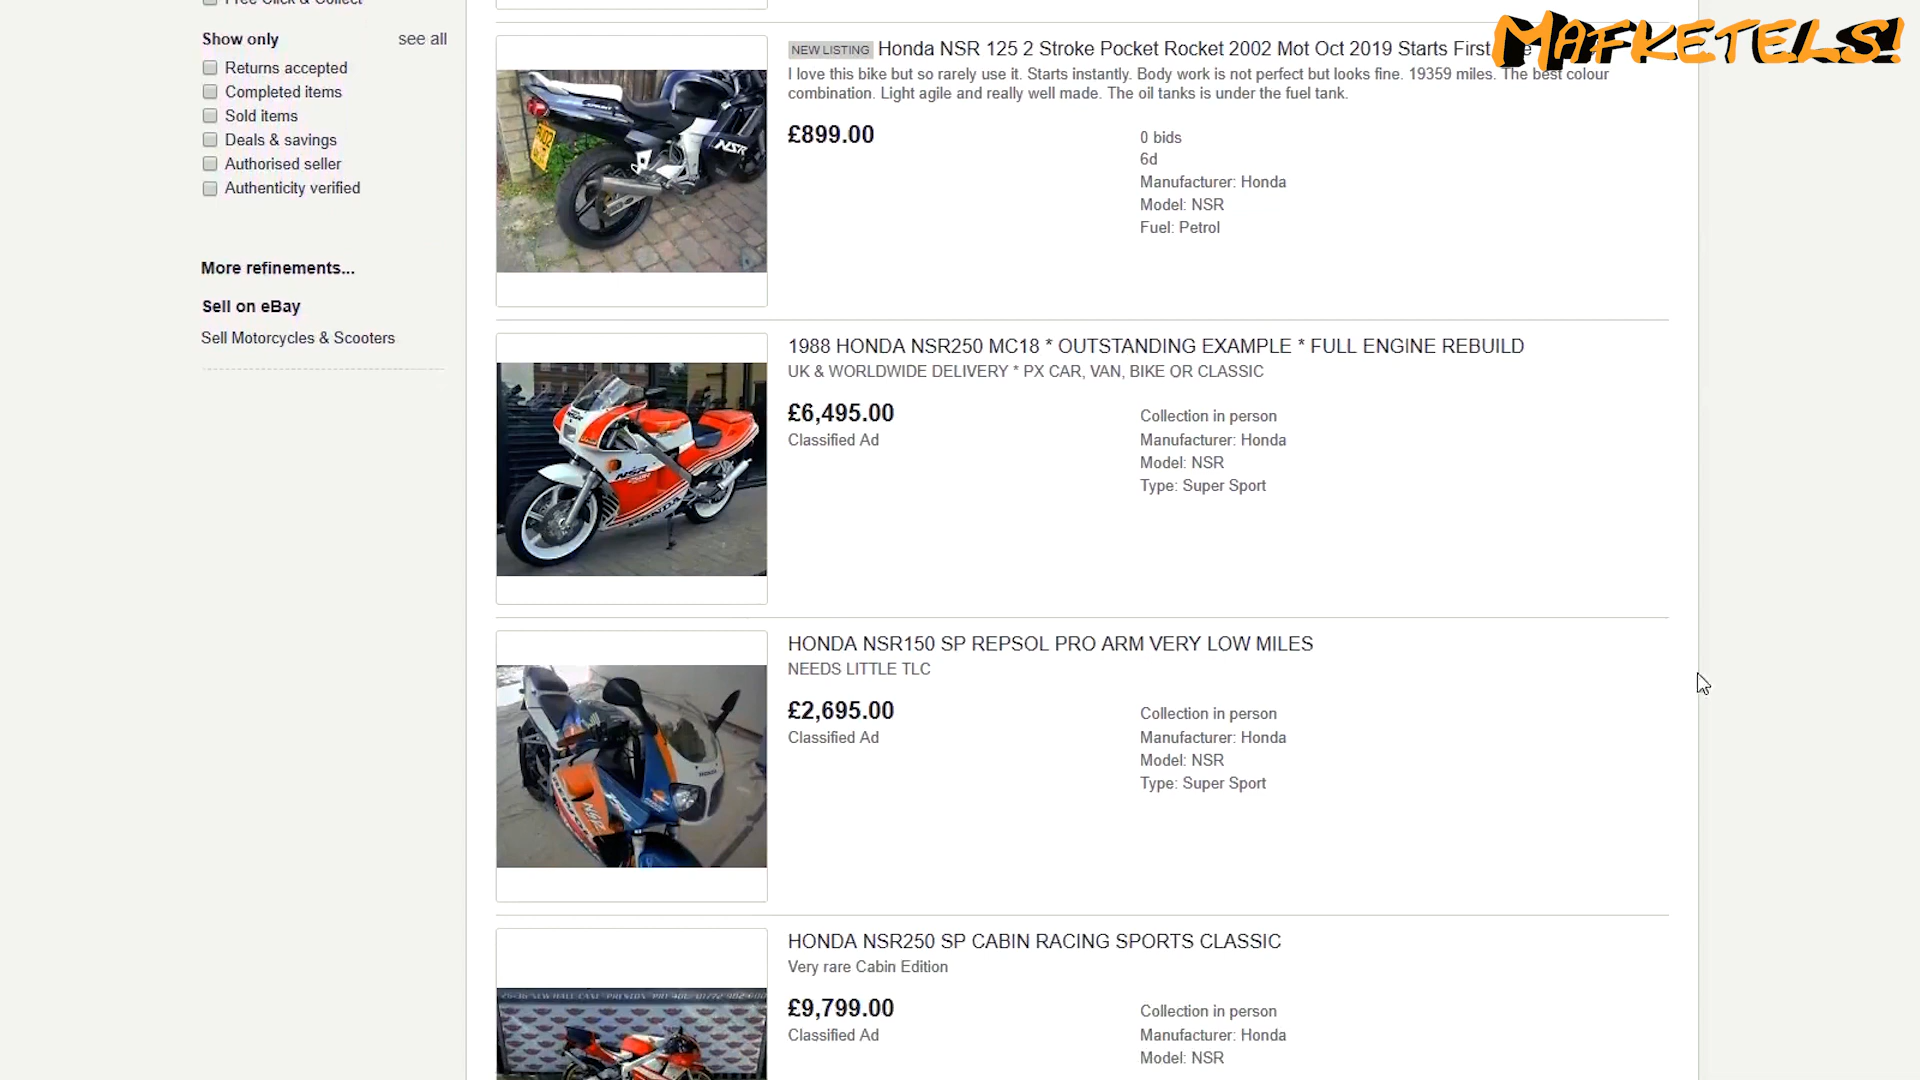 Free Click & Collect
Show only
see all
Returns accepted
Completed items
Sold items
Deals & savings
Authorised seller
Authenticity verified
More refinements...
Sell on eBay
Sell Motorcycles & Scooters
NEW LISTING Honda NSR 125 2 Stroke Pocket Rocket 2002 Mot Oct 2019 Starts First
MAFKETELS!
I love this bike but so rarely use it. Starts instantly. Body work is not perfect but looks fine. 19359 miles. The best colour
combination. Light agile and really well made. The oil tanks is under the fuel tank.
£899.00
0 bids
6d
Manufacturer: Honda
Model: NSR
Fuel: Petrol
NSR
1988 HONDA NSR250 MC18 * OUTSTANDING EXAMPLE * FULL ENGINE REBUILD
UK & WORLDWIDE DELIVERY * PX CAR, VAN, BIKE OR CLASSIC
£6,495.00
Classified Ad
Collection in person
Manufacturer: Honda
Model: NSR
Type: Super Sport
NSR
HONDA
HONDA NSR150 SP REPSOL PRO ARM VERY LOW MILES
NEEDS LITTLE TLC
£2,695.00
Classified Ad
Collection in person
Manufacturer: Honda
Model: NSR
Type: Super Sport
HONDA
NSR
HONDA NSR250 SP CABIN RACING SPORTS CLASSIC
Very rare Cabin Edition
£9,799.00
Classified Ad
Collection in person
Manufacturer: Honda
Model: NSR